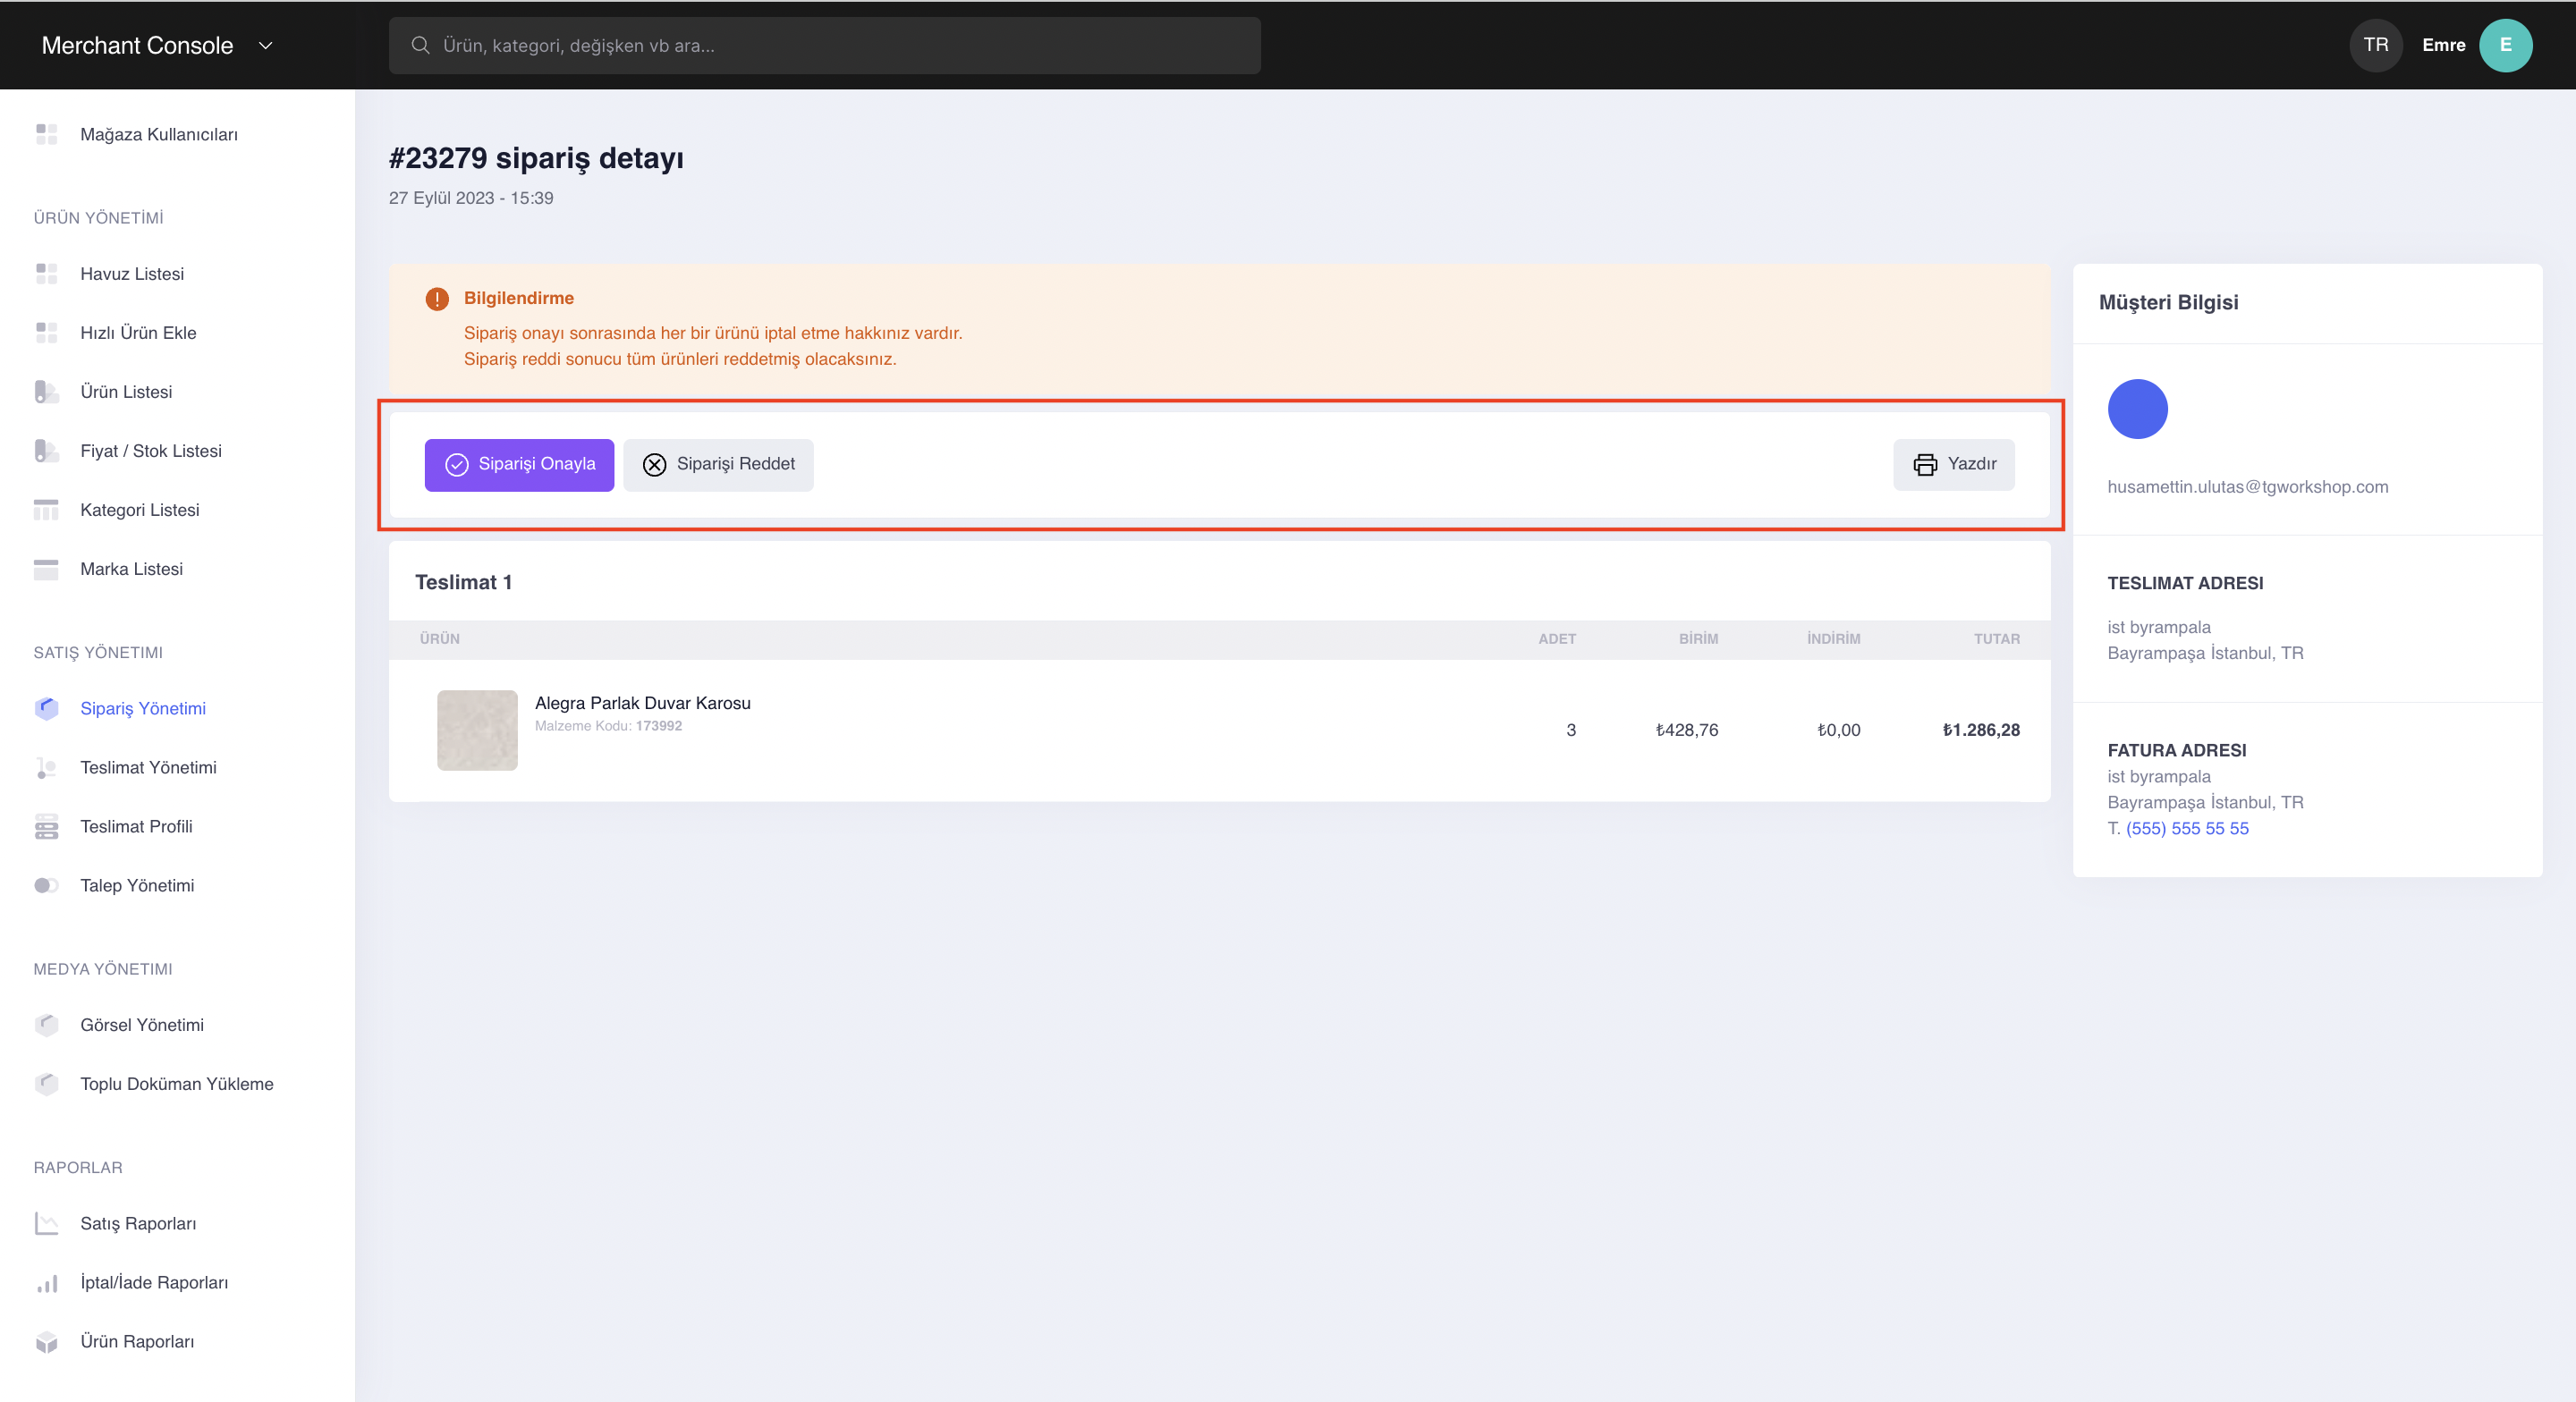 Merchant Console
Ürün, kategori, değişken vb ara...
TR
Emre
E
Mağaza Kullanıcıları
ÜRÜN YÖNETİMİ
Havuz Listesi
Hızlı Ürün Ekle
Ürün Listesi
Fiyat / Stok Listesi
Kategori Listesi
Marka Listesi
SATIŞ YÖNETIMI
Sipariş Yönetimi
Teslimat Yönetimi
Teslimat Profili
Talep Yönetimi
MEDYA YÖNETIMI
Görsel Yönetimi
Toplu Doküman Yükleme
RAPORLAR
Satış Raporları
İptal/İade Raporları
Ürün Raporları
#23279 sipariş detayı
27 Eylül 2023 - 15:39
Bilgilendirme
Sipariş onayı sonrasında her bir ürünü iptal etme hakkınız vardır.
Sipariş reddi sonucu tüm ürünleri reddetmiş olacaksınız.
Siparişi Onayla
Siparişi Reddet
Yazdır
Teslimat 1
ÜRÜN ADET BİRİM İNDİRİM TUTAR
Alegra Parlak Duvar Karosu
Malzeme Kodu: 173992
3 ₺428,76 ₺0,00 ₺1.286,28
Müşteri Bilgisi
husamettin.ulutas@tgworkshop.com
TESLIMAT ADRESI
ist byrampala
Bayrampaşa İstanbul, TR
FATURA ADRESI
ist byrampala
Bayrampaşa İstanbul, TR
T. (555) 555 55 55